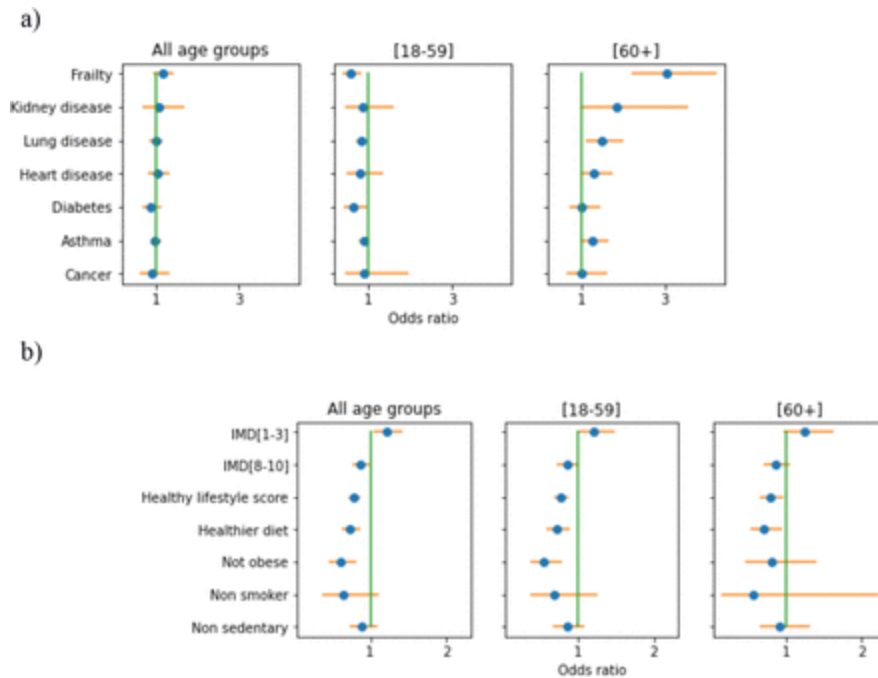 a)
All age groups [18-59] [60+]
Frailty
Kidney disease
Lung disease
Heart disease
Diabetes
Asthma
Cancer
1 3 1 3 1 3
Odds ratio
b)
All age groups [18-59] [60+]
IMD[1-3]
IMD[8-10]
Healthy lifestyle score
Healthier diet
Not obese
Non smoker
Non sedentary
1 2 1 2 1 2
Odds ratio